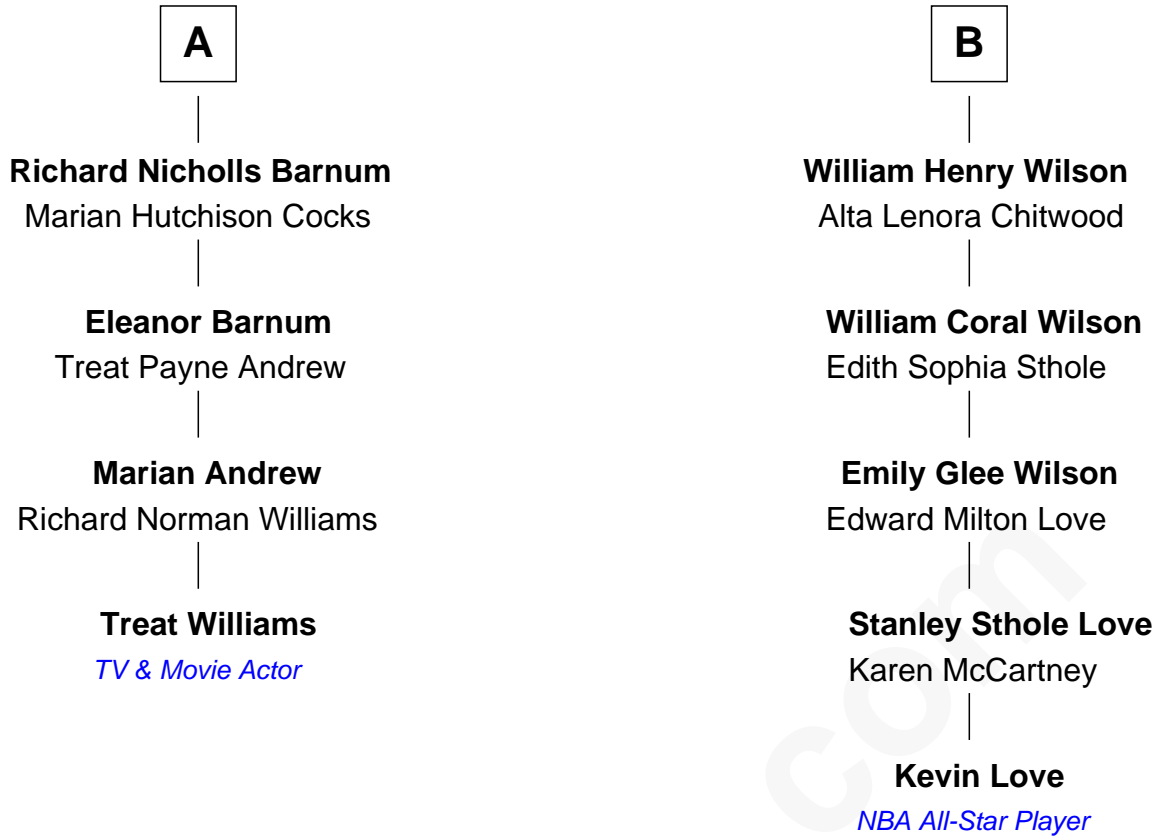 A
Richard Nicholls Barnum
Marian Hutchison Cocks
Eleanor Barnum
Treat Payne Andrew
Marian Andrew
Richard Norman Williams
Treat Williams
TV & Movie Actor
B
William Henry Wilson
Alta Lenora Chitwood
William Coral Wilson
Edith Sophia Sthole
Emily Glee Wilson
Edward Milton Love
Stanley Sthole Love
Karen McCartney
Kevin Love
NBA All-Star Player
com